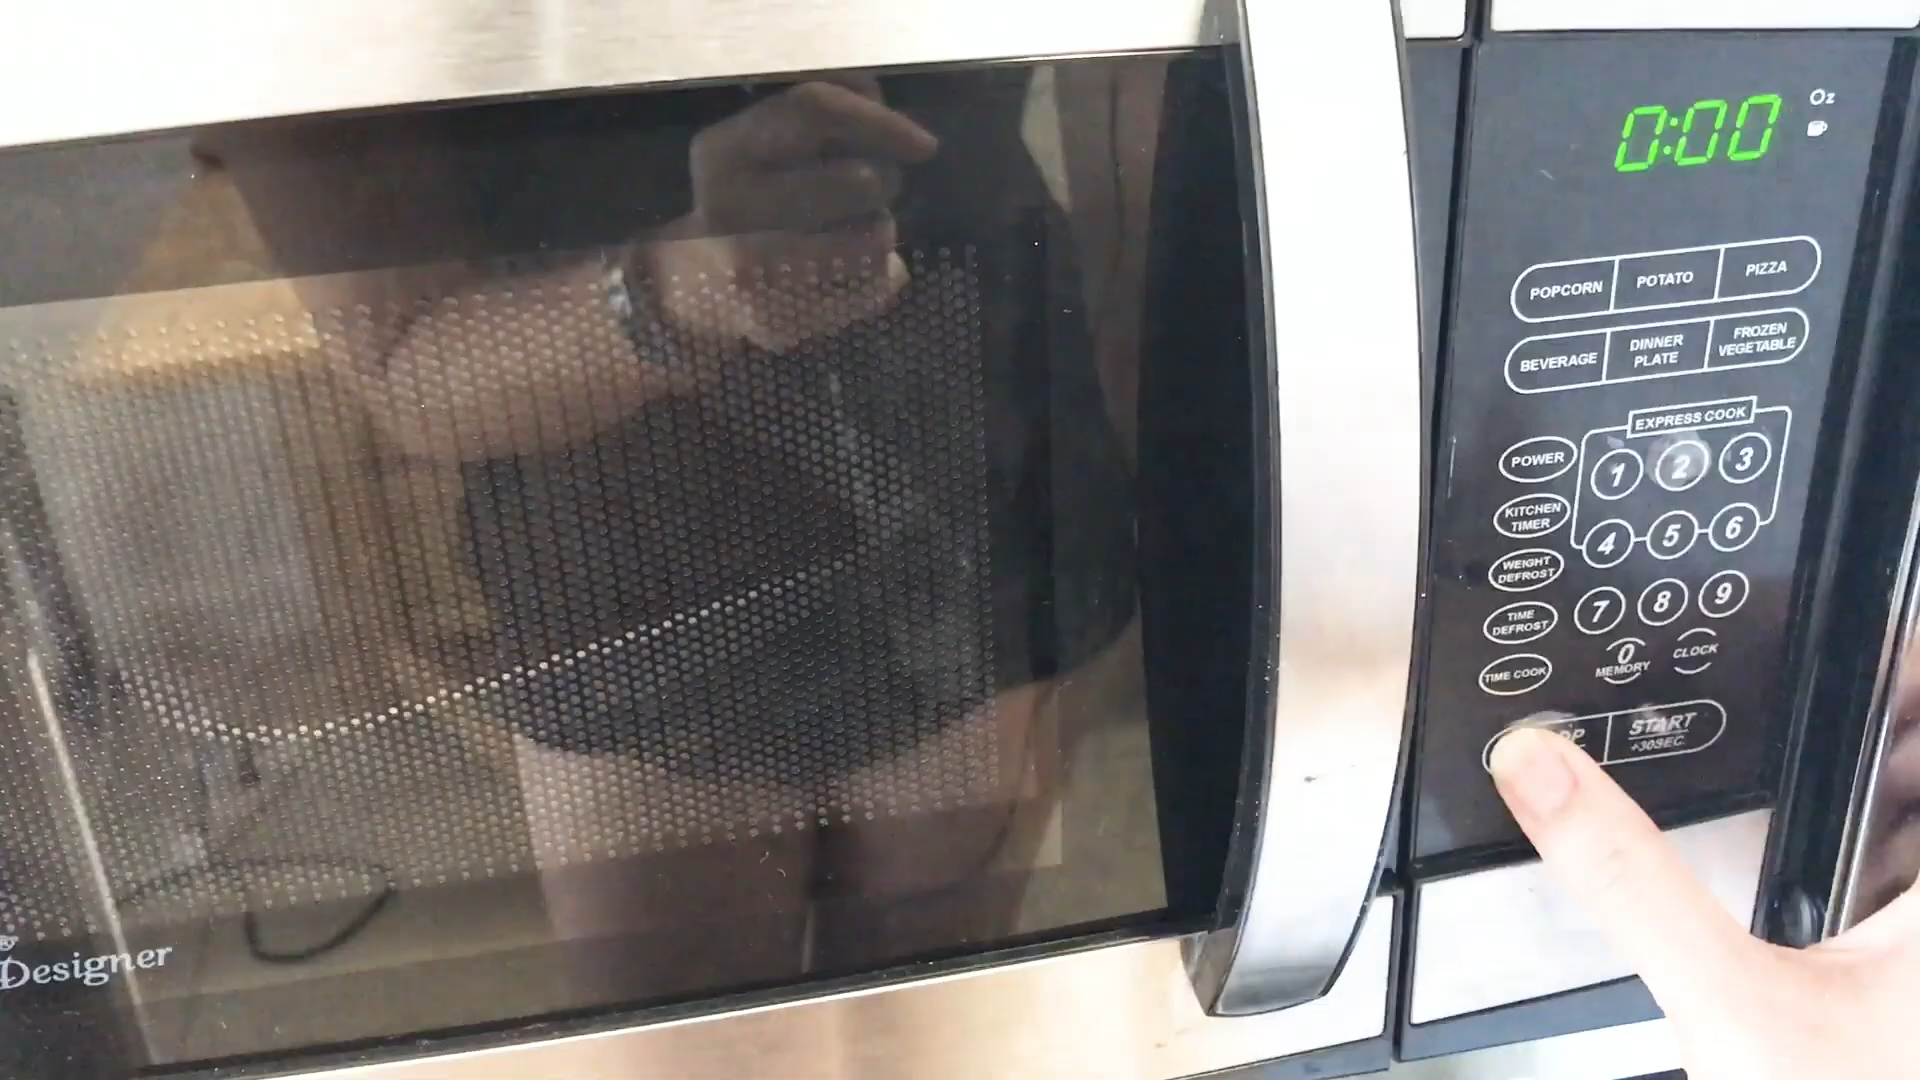 0:00
Oz
POPCORN
POTATO
PIZZA
BEVERAGE
DINNER PLATE
FROZEN VEGETABLE
EXPRESS COOK
POWER
1
2
3
KITCHEN TIMER
4
5
6
WEIGHT DEFROST
7
8
9
TIME DEFROST
0
MEMORY
CLOCK
TIME COOK
START
+30SEC.
Designer